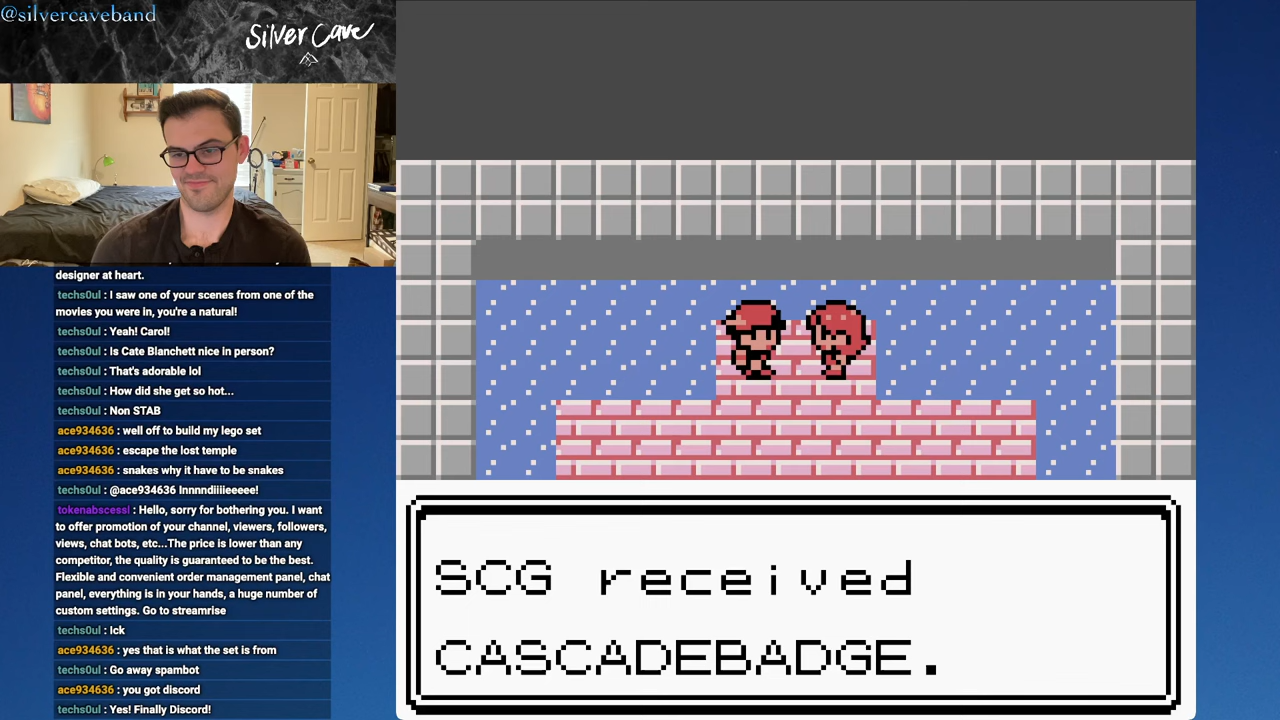 @silvercaveband
Silver Cave
designer at heart.
techs0ul : I saw one of your scenes from one of the
movies you were in, you're a natural!
techs0ul : Yeah! Carol!
techs0ul : Is Cate Blanchett nice in person?
techs0ul : That's adorable lol
techs0ul : How did she get so hot...
techs0ul : Non STAB
ace934636 : well off to build my lego set
ace934636 : escape the lost temple
ace934636 : snakes why it have to be snakes
techs0ul : @ace934636 Innnndiiiieeeee!
tokenabscessi : Hello, sorry for bothering you. I want
to offer promotion of your channel, viewers, followers,
views, chat bots, etc...The price is lower than any
competitor, the quality is guaranteed to be the best.
Flexible and convenient order management panel, chat
panel, everything is in your hands, a huge number of
custom settings. Go to streamrise
techs0ul : Ick
ace934636 : yes that is what the set is from
techs0ul : Go away spambot
ace934636 : you got discord
techs0ul : Yes! Finally Discord!
SCG received
CASCADEBADGE.